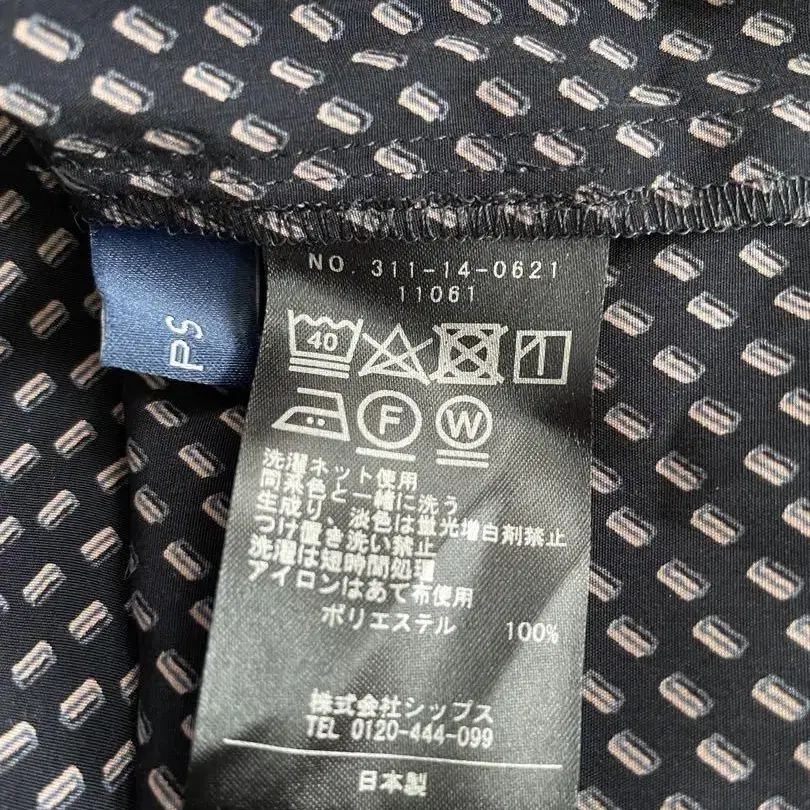 NO. 311-14-0621
11061
PS
40
F
W
洗濯ネット使用
同系色と一緒に洗う
生成り、淡色は蛍光増白剤禁止
つけ置き洗い禁止
洗濯は短時間処理
アイロンはあて布使用
ポリエステル 100%
株式会社シップス
TEL 0120-444-099
日本製